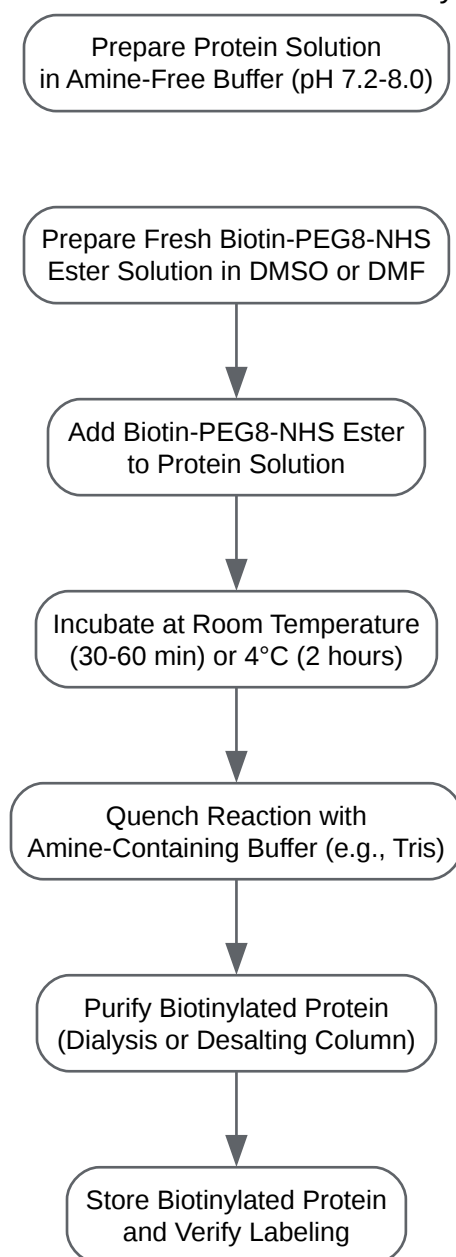 Prepare Protein Solution
in Amine-Free Buffer (pH 7.2-8.0)
Prepare Fresh Biotin-PEG8-NHS
Ester Solution in DMSO or DMF
Add Biotin-PEG8-NHS Ester
to Protein Solution
Incubate at Room Temperature
(30-60 min) or 4°C (2 hours)
Quench Reaction with
Amine-Containing Buffer (e.g., Tris)
Purify Biotinylated Protein
(Dialysis or Desalting Column)
Store Biotinylated Protein
and Verify Labeling